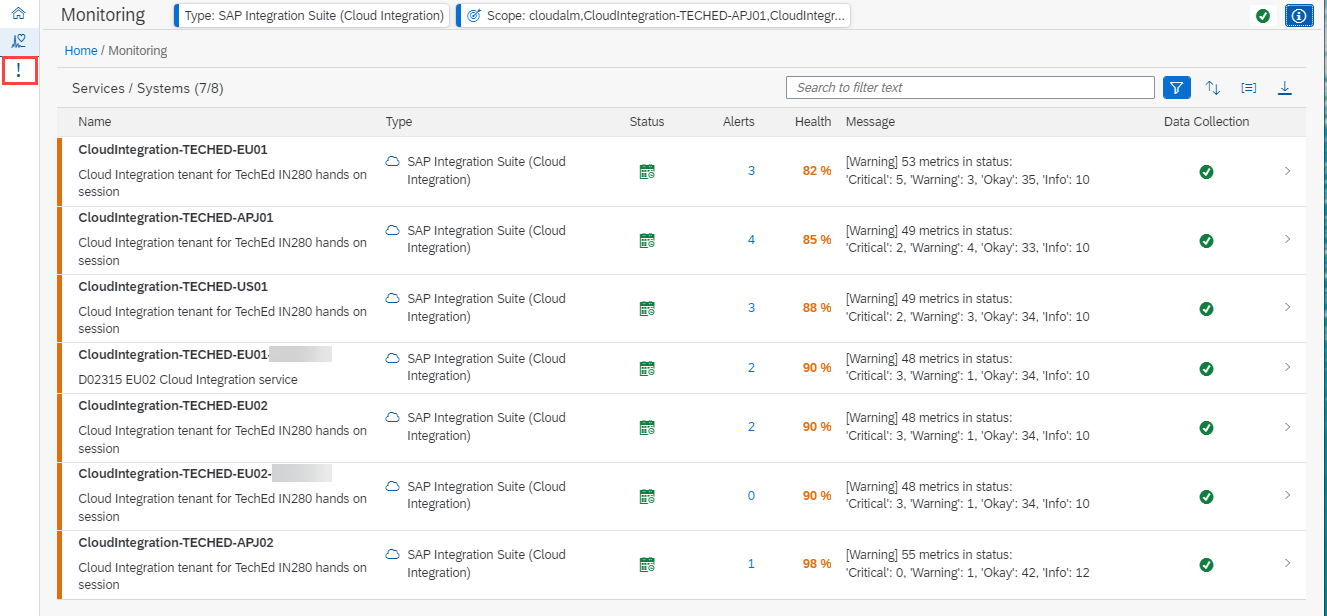 Monitoring
Type: SAP Integration Suite (Cloud Integration)
Scope: cloudalm,CloudIntegration-TECHED-APJ01,CloudIntegr...
Home / Monitoring
!
Services / Systems (7/8)
Search to filter text
Name Type Status Alerts Health Message Data Collection
CloudIntegration-TECHED-EU01
Cloud Integration tenant for TechEd IN280 hands on
session
SAP Integration Suite (Cloud
Integration)
3
82 %
[Warning] 53 metrics in status:
'Critical': 5, 'Warning': 3, 'Okay': 35, 'Info': 10
CloudIntegration-TECHED-APJ01
Cloud Integration tenant for TechEd IN280 hands on
session
SAP Integration Suite (Cloud
Integration)
4
85 %
[Warning] 49 metrics in status:
'Critical': 2, 'Warning': 4, 'Okay': 33, 'Info': 10
CloudIntegration-TECHED-US01
Cloud Integration tenant for TechEd IN280 hands on
session
SAP Integration Suite (Cloud
Integration)
3
88 %
[Warning] 49 metrics in status:
'Critical': 2, 'Warning': 3, 'Okay': 34, 'Info': 10
CloudIntegration-TECHED-EU01-
D02315 EU02 Cloud Integration service
SAP Integration Suite (Cloud
Integration)
2
90 %
[Warning] 48 metrics in status:
'Critical': 3, 'Warning': 1, 'Okay': 34, 'Info': 10
CloudIntegration-TECHED-EU02
Cloud Integration tenant for TechEd IN280 hands on
session
SAP Integration Suite (Cloud
Integration)
2
90 %
[Warning] 48 metrics in status:
'Critical': 3, 'Warning': 1, 'Okay': 34, 'Info': 10
CloudIntegration-TECHED-EU02-
Cloud Integration tenant for TechEd IN280 hands on
session
SAP Integration Suite (Cloud
Integration)
0
90 %
[Warning] 48 metrics in status:
'Critical': 3, 'Warning': 1, 'Okay': 34, 'Info': 10
CloudIntegration-TECHED-APJ02
Cloud Integration tenant for TechEd IN280 hands on
session
SAP Integration Suite (Cloud
Integration)
1
98 %
[Warning] 55 metrics in status:
'Critical': 0, 'Warning': 1, 'Okay': 42, 'Info': 12